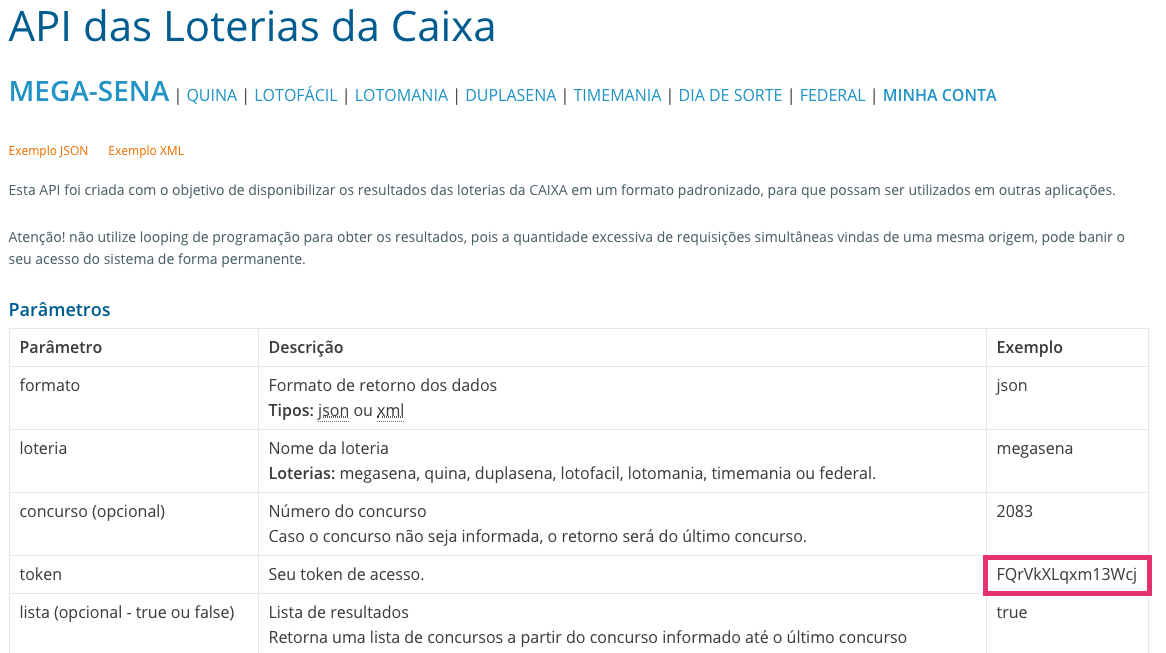 API das Loterias da Caixa
MEGA-SENA | QUINA | LOTOFÁCIL | LOTOMANIA | DUPLASENA | TIMEMANIA | DIA DE SORTE | FEDERAL | MINHA CONTA
Exemplo JSON Exemplo XML
Esta API foi criada com o objetivo de disponibilizar os resultados das loterias da CAIXA em um formato padronizado, para que possam ser utilizados em outras aplicações.
Atenção! não utilize looping de programação para obter os resultados, pois a quantidade excessiva de requisições simultâneas vindas de uma mesma origem, pode banir o
seu acesso do sistema de forma permanente.
Parâmetros
Parâmetro Descrição Exemplo
formato Formato de retorno dos dados json
Tipos: json ou xml
loteria Nome da loteria megasena
Loterias: megasena, quina, duplasena, lotofacil, lotomania, timemania ou federal.
concurso (opcional) Número do concurso 2083
Caso o concurso não seja informada, o retorno será do último concurso.
token Seu token de acesso. FQrVkXLqxm13Wcj
lista (opcional - true ou false) Lista de resultados true
Retorna uma lista de concursos a partir do concurso informado até o último concurso